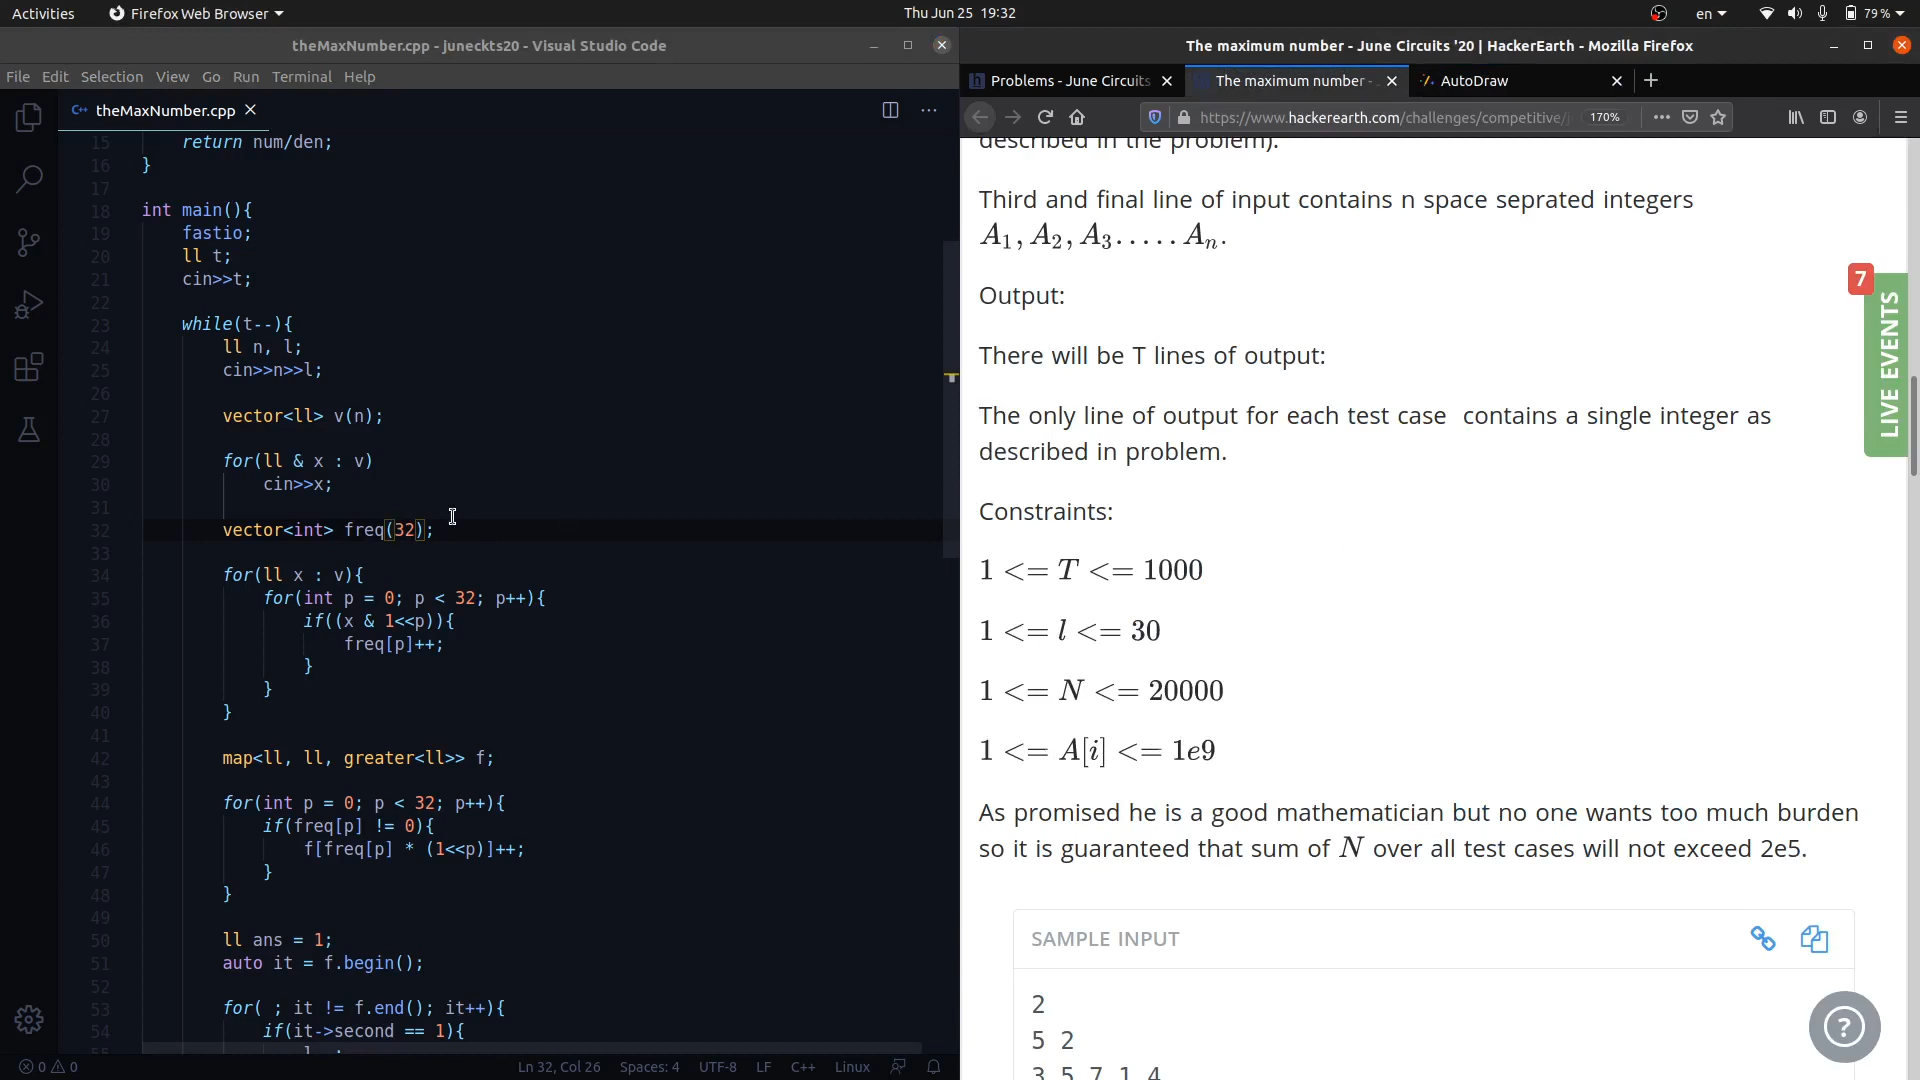 Activities
Firefox Web Browser
Thu Jun 25 19:32
en
79 %
theMaxNumber.cpp - juneckts20 - Visual Studio Code
File Edit Selection View Go Run Terminal Help
theMaxNumber.cpp
15 return num/den;
16 }
17
18 int main(){
19 fastio;
20 ll t;
21 cin>>t;
22
23 while(t--){
24 ll n, l;
25 cin>>n>>l;
26
27 vector<ll> v(n);
28
29 for(ll & x : v)
30 cin>>x;
31
32 vector<int> freq(32);
33
34 for(ll x : v){
35 for(int p = 0; p < 32; p++){
36 if((x & 1<<p)){
37 freq[p]++;
38 }
39 }
40 }
41
42 map<ll, ll, greater<ll>> f;
43
44 for(int p = 0; p < 32; p++){
45 if(freq[p] != 0){
46 f[freq[p] * (1<<p)]++;
47 }
48 }
49
50 ll ans = 1;
51 auto it = f.begin();
52
53 for( ; it != f.end(); it++){
54 if(it->second == 1){
0 0
Ln 32, Col 26 Spaces: 4 UTF-8 LF C++ Linux
The maximum number - June Circuits '20 | HackerEarth - Mozilla Firefox
Problems - June Circuits
The maximum number -
AutoDraw
https://www.hackerearth.com/challenges/competitive/
170%
described in the problem).
Third and final line of input contains n space seprated integers
A1, A2, A3.....An.
Output:
There will be T lines of output:
The only line of output for each test case contains a single integer as
described in problem.
Constraints:
1 <= T <= 1000
1 <= l <= 30
1 <= N <= 20000
1 <= A[i] <= 1e9
As promised he is a good mathematician but no one wants too much burden
so it is guaranteed that sum of N over all test cases will not exceed 2e5.
SAMPLE INPUT
2
5 2
3 5 7 1 4
7
LIVE EVENTS
?